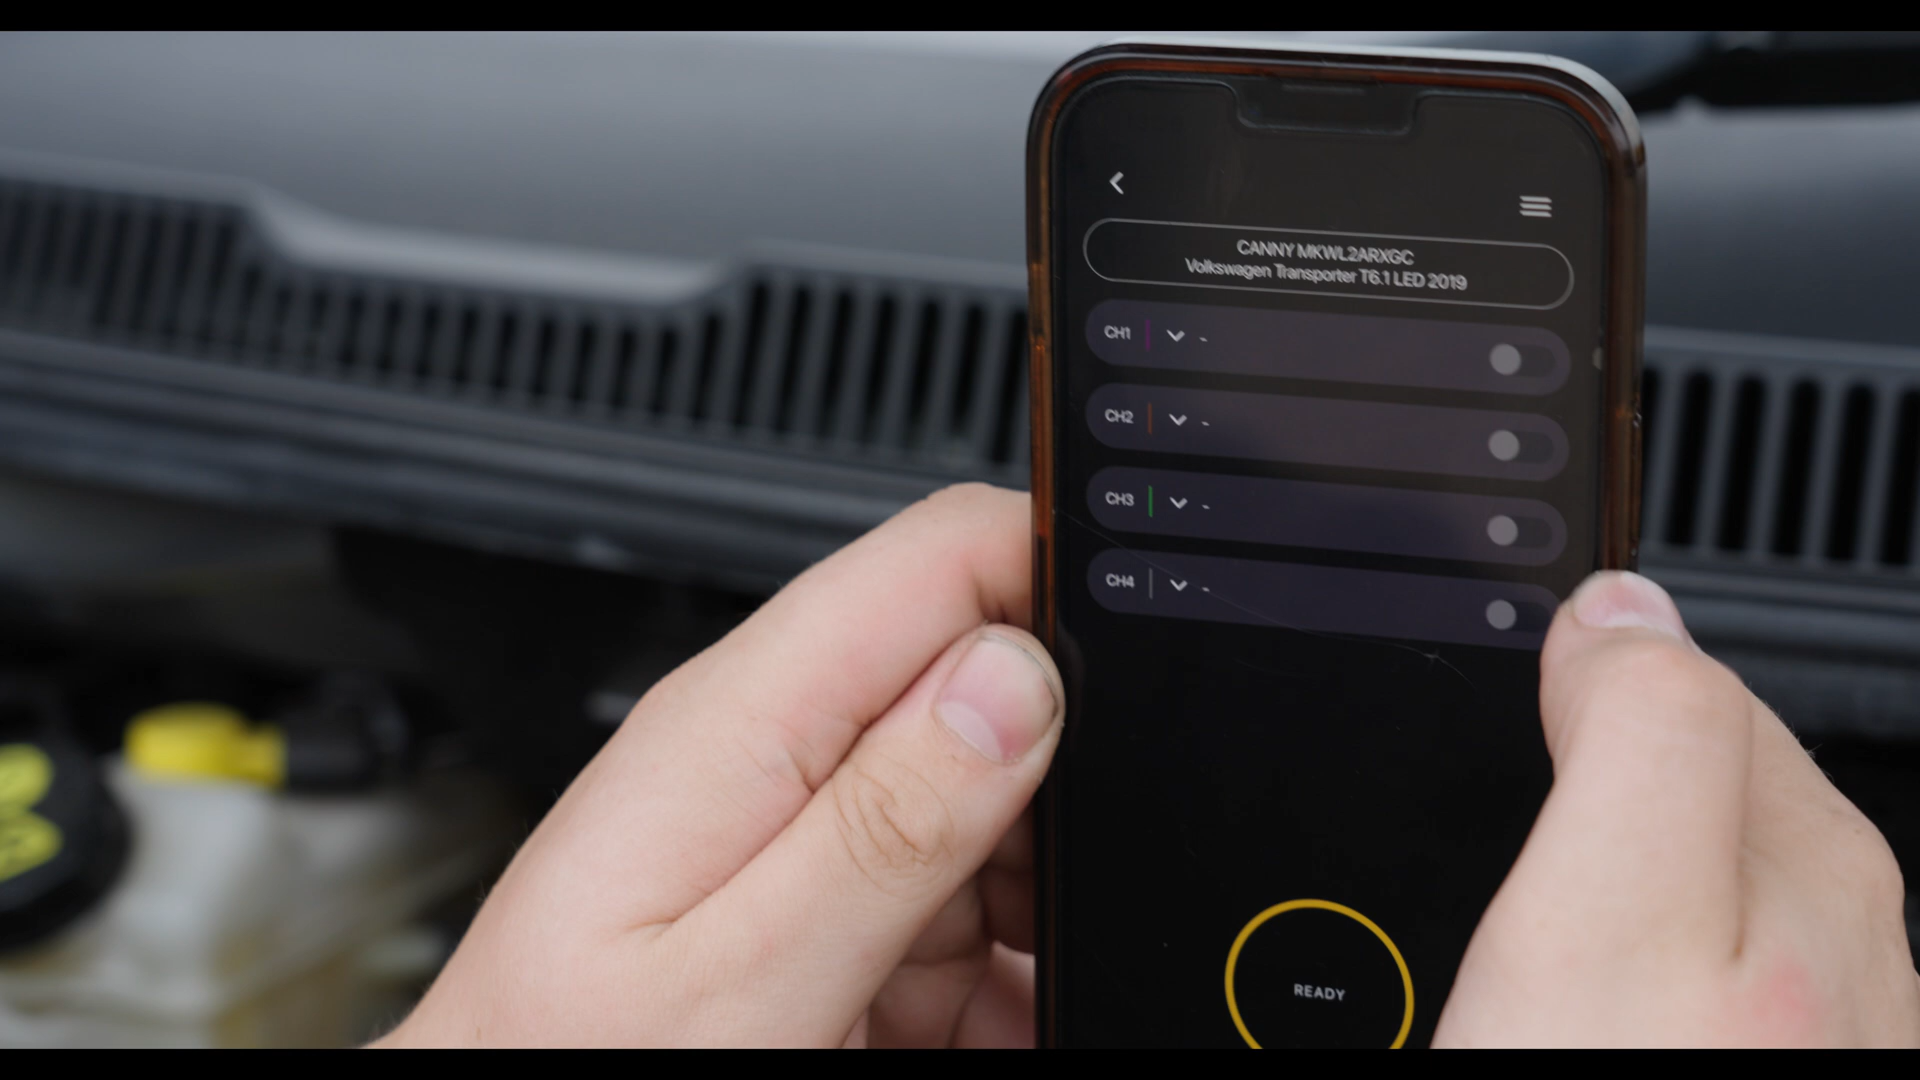 CANNY MKWL2ARXGC
Volkswagen Transporter T6.1 LED 2019
CH1 -
CH2 -
CH3 -
CH4 -
READY